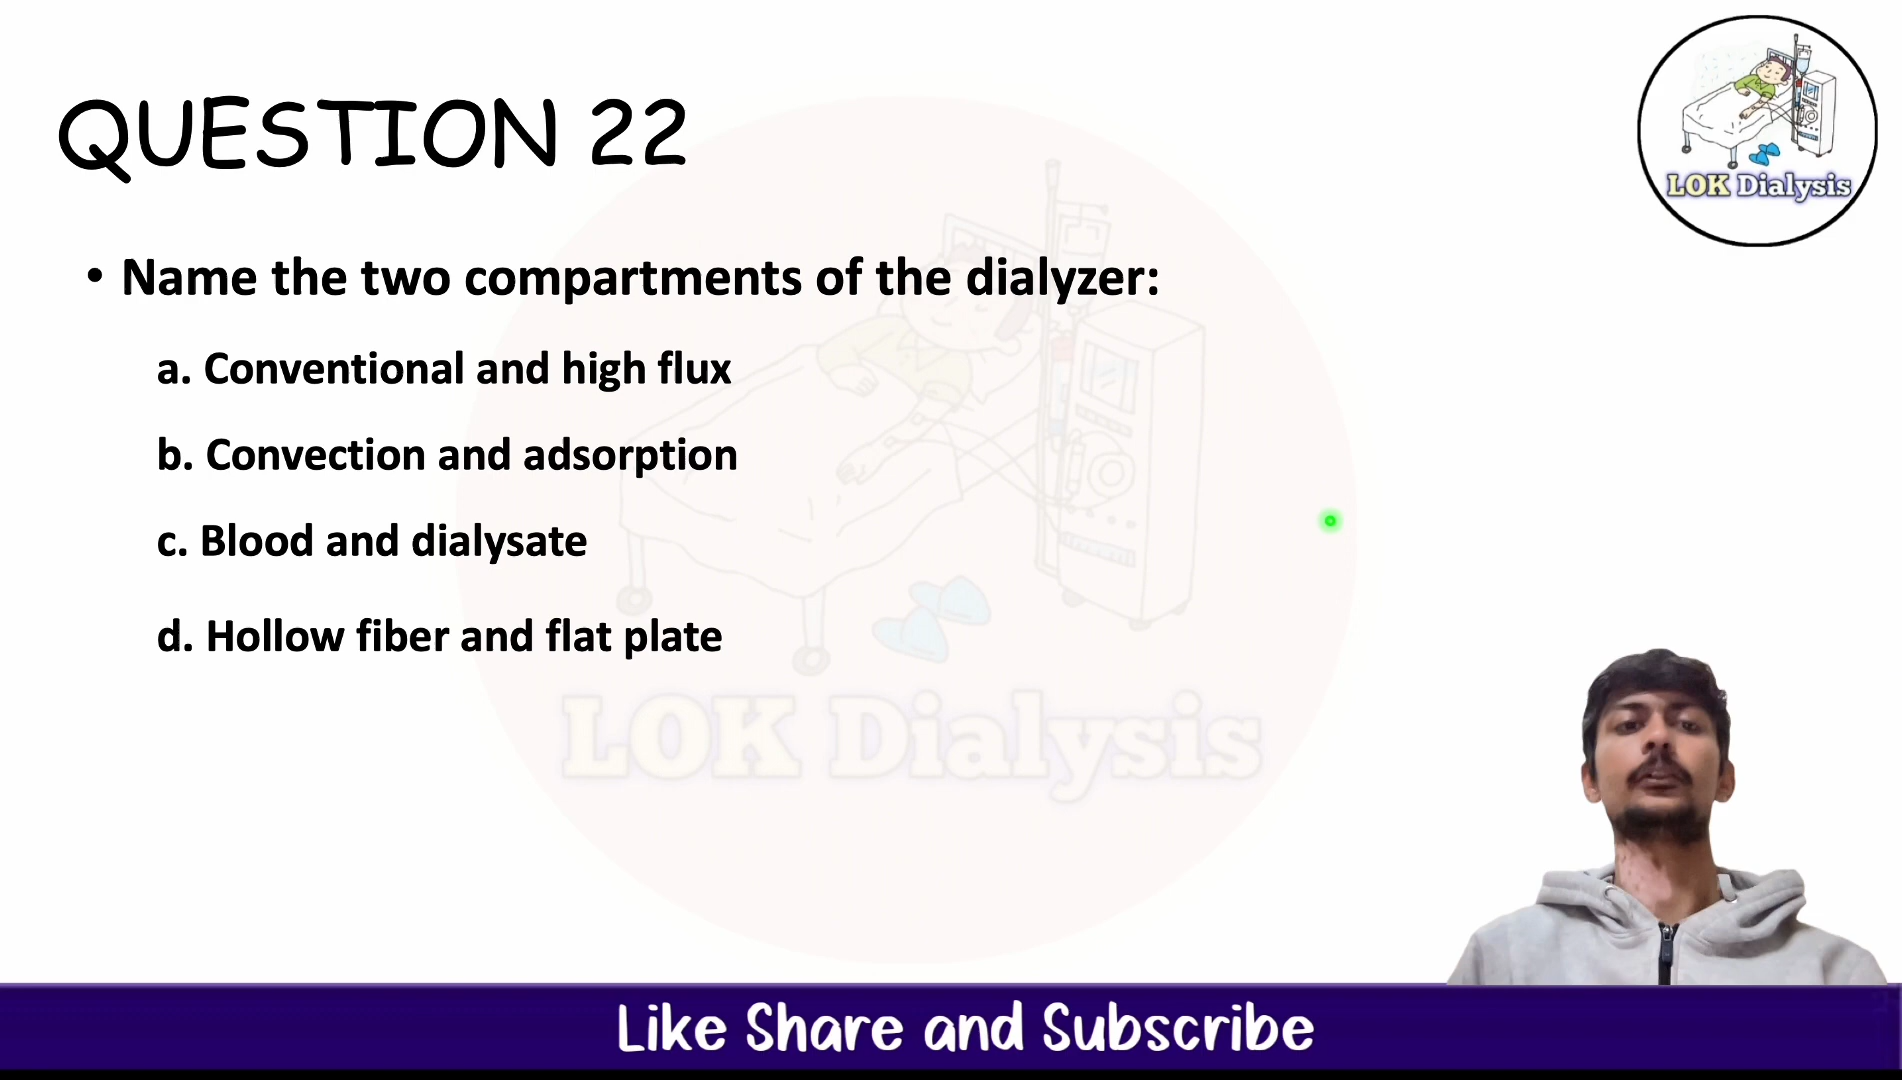 QUESTION 22
LOK Dialysis
• Name the two compartments of the dialyzer:
a. Conventional and high flux
b. Convection and adsorption
c. Blood and dialysate
d. Hollow fiber and flat plate
LOK Dialysis
Like Share and Subscribe